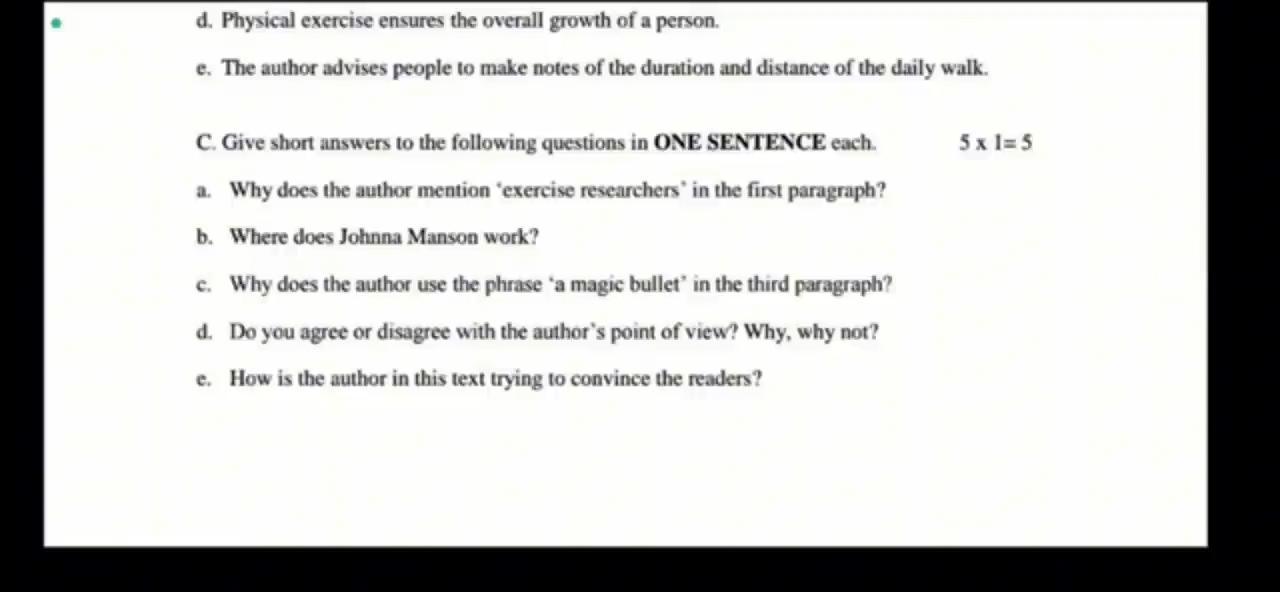 d. Physical exercise ensures the overall growth of a person.
e. The author advises people to make notes of the duration and distance of the daily walk.
C. Give short answers to the following questions in ONE SENTENCE each. 5 x 1= 5
a. Why does the author mention ‘exercise researchers’ in the first paragraph?
b. Where does Johnna Manson work?
c. Why does the author use the phrase ‘a magic bullet’ in the third paragraph?
d. Do you agree or disagree with the author’s point of view? Why, why not?
e. How is the author in this text trying to convince the readers?